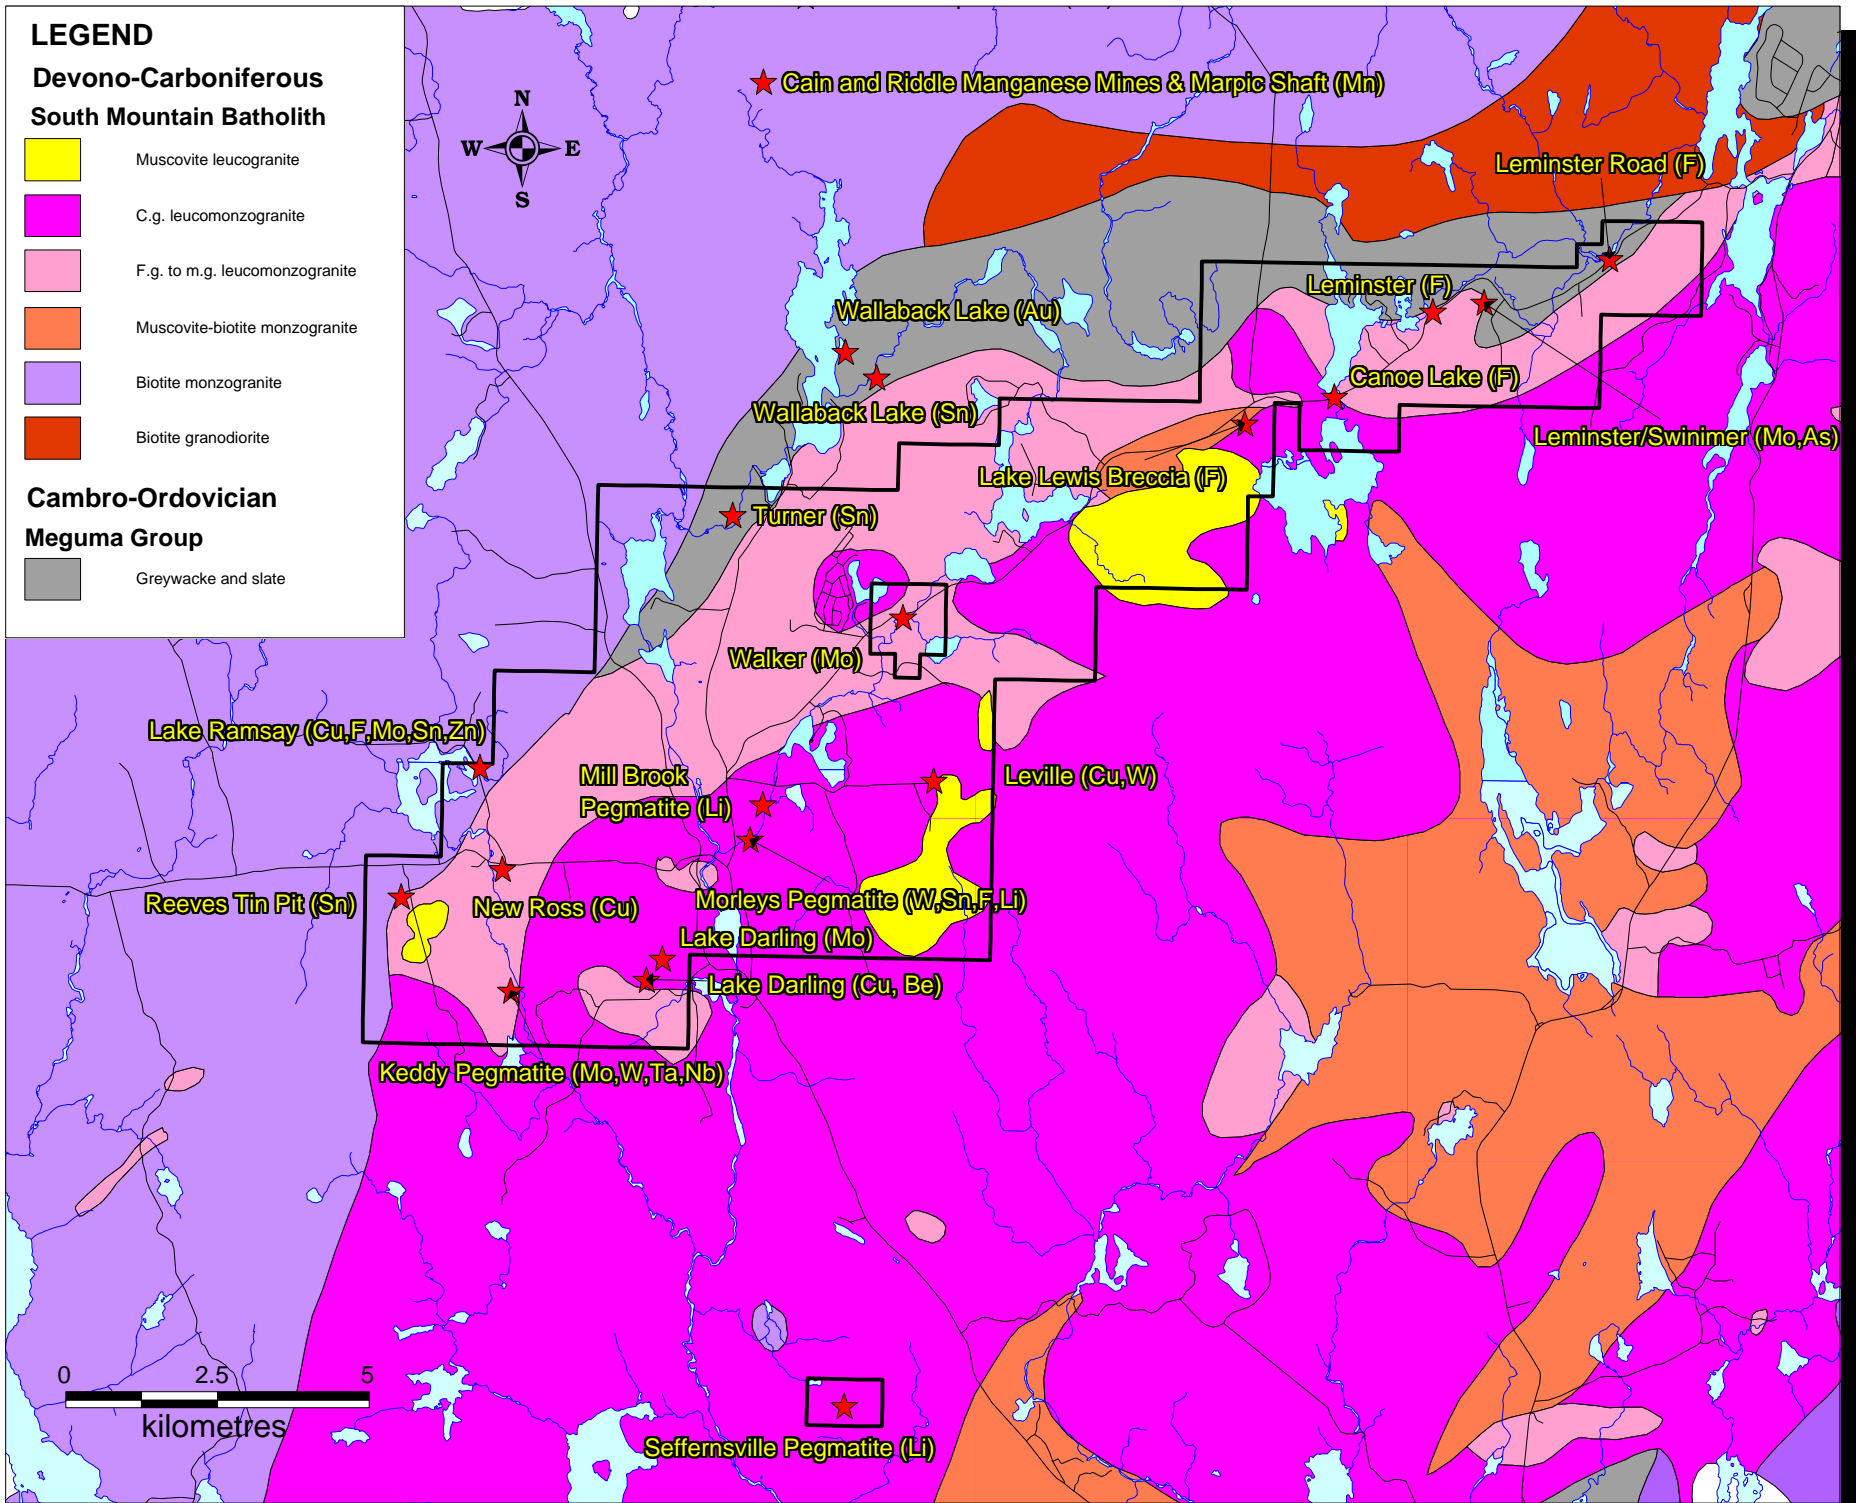 LEGEND
Devono-Carboniferous
South Mountain Batholith
Muscovite leucogranite
C.g. leucomonzogranite
F.g. to m.g. leucomonzogranite
Muscovite-biotite monzogranite
Biotite monzogranite
Biotite granodiorite
Cambro-Ordovician
Meguma Group
Greywacke and slate
N
W E
S
Cain and Riddle Manganese Mines & Marpic Shaft (Mn)
Leminster Road (F)
Leminster (F)
Wallaback Lake (Au)
Canoe Lake (F)
Wallaback Lake (Sn)
Leminster/Swinimer (Mo,As)
Lake Lewis Breccia (F)
Turner (Sn)
Walker (Mo)
Lake Ramsay (Cu,F,Mo,Sn,Zn)
Mill Brook
Pegmatite (Li)
Leville (Cu,W)
Reeves Tin Pit (Sn)
New Ross (Cu)
Morleys Pegmatite (W,Sn,F,Li)
Lake Darling (Mo)
Lake Darling (Cu, Be)
Keddy Pegmatite (Mo,W,Ta,Nb)
0 2.5 5
kilometres
Seffernsville Pegmatite (Li)